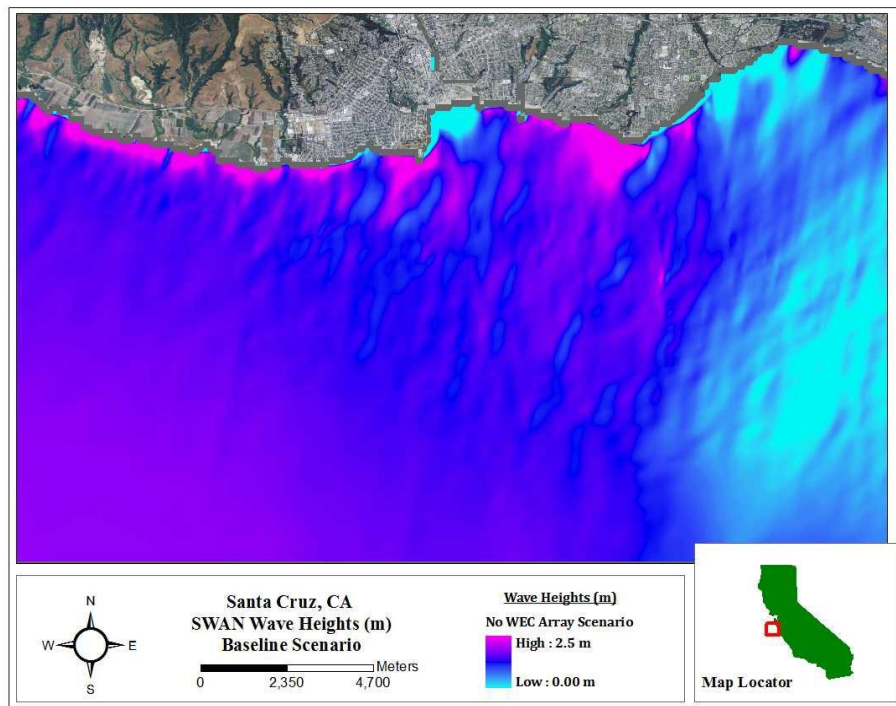 N
W
E
S
Santa Cruz, CA
SWAN Wave Heights (m)
Baseline Scenario
Meters
0
2,350
4,700
Wave Heights (m)
No WEC Array Scenario
High : 2.5 m
Low : 0.00 m
Map Locator